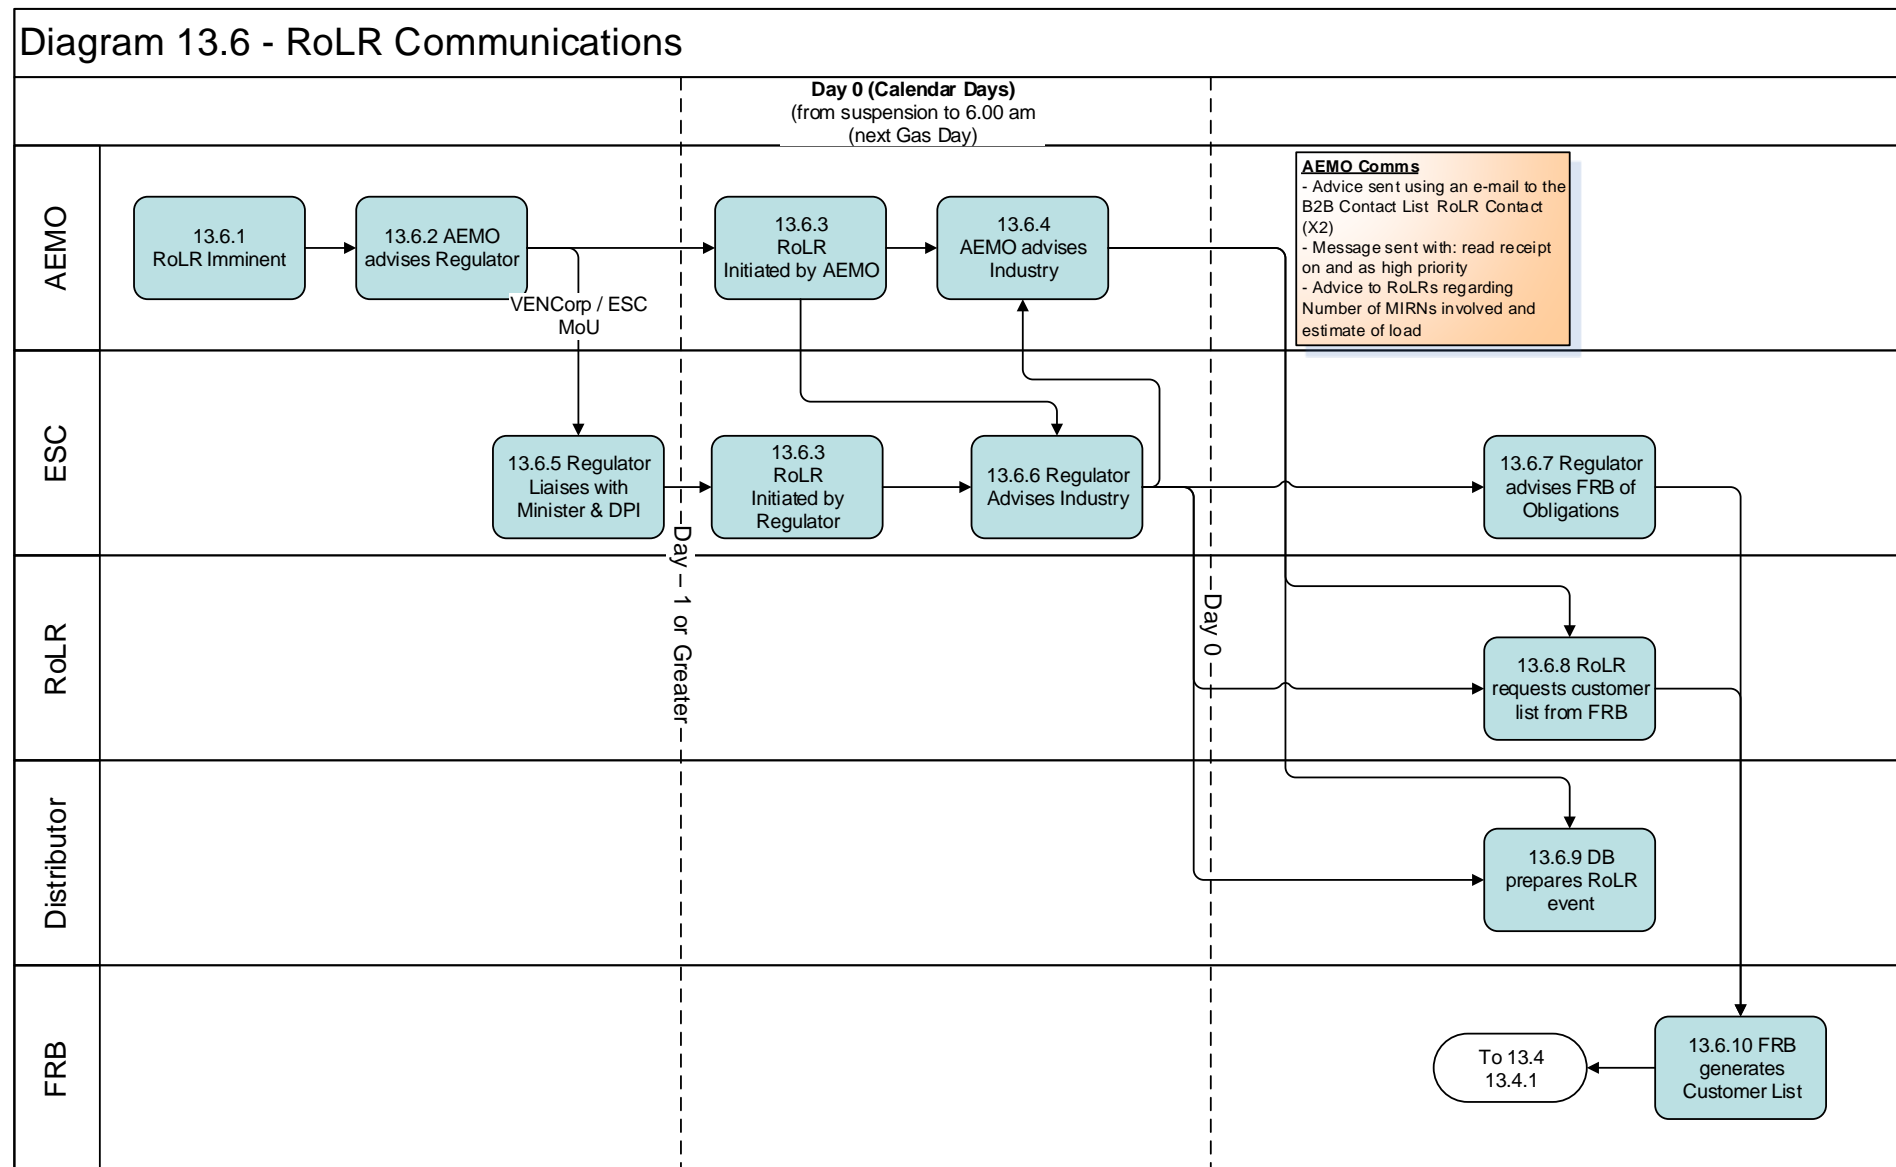 Diagram 13.6 - RoLR Communications
Day 0 (Calendar Days)
(from suspension to 6.00 am
(next Gas Day)
AEMO
13.6.1
RoLR Imminent
13.6.2 AEMO
advises Regulator
VENCorp / ESC
MoU
13.6.3
RoLR
Initiated by AEMO
13.6.4
AEMO advises
Industry
AEMO Comms
- Advice sent using an e-mail to the
B2B Contact List RoLR Contact
(X2)
- Message sent with: read receipt
on and as high priority
- Advice to RoLRs regarding
Number of MIRNs involved and
estimate of load
ESC
13.6.5 Regulator
Liaises with
Minister & DPI
13.6.3
RoLR
Initiated by
Regulator
13.6.6 Regulator
Advises Industry
13.6.7 Regulator
advises FRB of
Obligations
Day – 1 or Greater
Day 0
RoLR
13.6.8 RoLR
requests customer
list from FRB
Distributor
13.6.9 DB
prepares RoLR
event
FRB
To 13.4
13.4.1
13.6.10 FRB
generates
Customer List